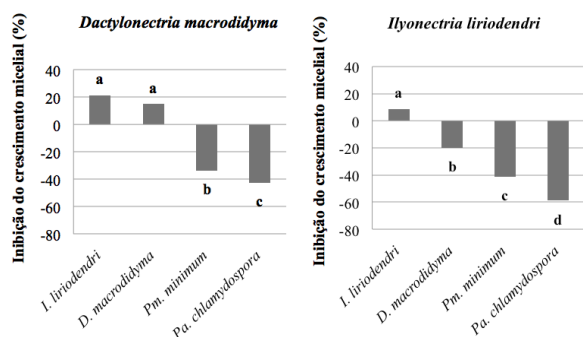 Dactylonectria macrodidyma
Inibição do crescimento micelial (%)
40
20
0
-20
-40
-60
-80
a
a
b
c
I. liriodendri
D. macrodidyma
Pm. minimum
Pa. chlamydospora
Ilyonectria liriodendri
Inibição do crescimento micelial (%)
40
20
0
-20
-40
-60
-80
a
b
c
d
I. liriodendri
D. macrodidyma
Pm. minimum
Pa. chlamydospora